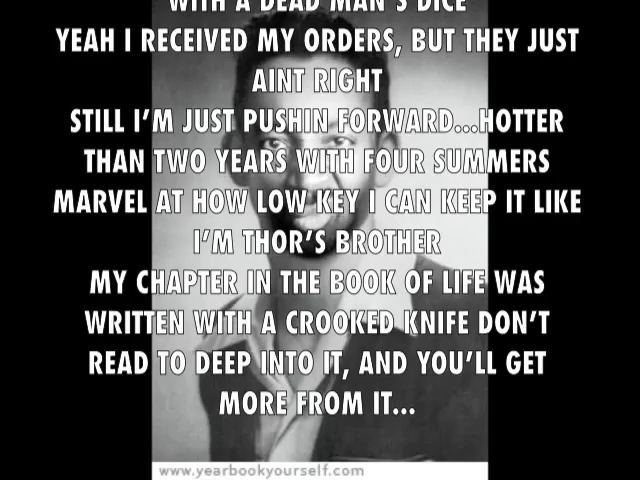 WITH A DEAD MAN'S DICE
YEAH I RECEIVED MY ORDERS, BUT THEY JUST
AINT RIGHT
STILL I'M JUST PUSHIN FORWARD...HOTTER
THAN TWO YEARS WITH FOUR SUMMERS
MARVEL AT HOW LOW KEY I CAN KEEP IT LIKE
I'M THOR'S BROTHER
MY CHAPTER IN THE BOOK OF LIFE WAS
WRITTEN WITH A CROOKED KNIFE DON'T
READ TO DEEP INTO IT, AND YOU'LL GET
MORE FROM IT...
www.yearbookyourself.com